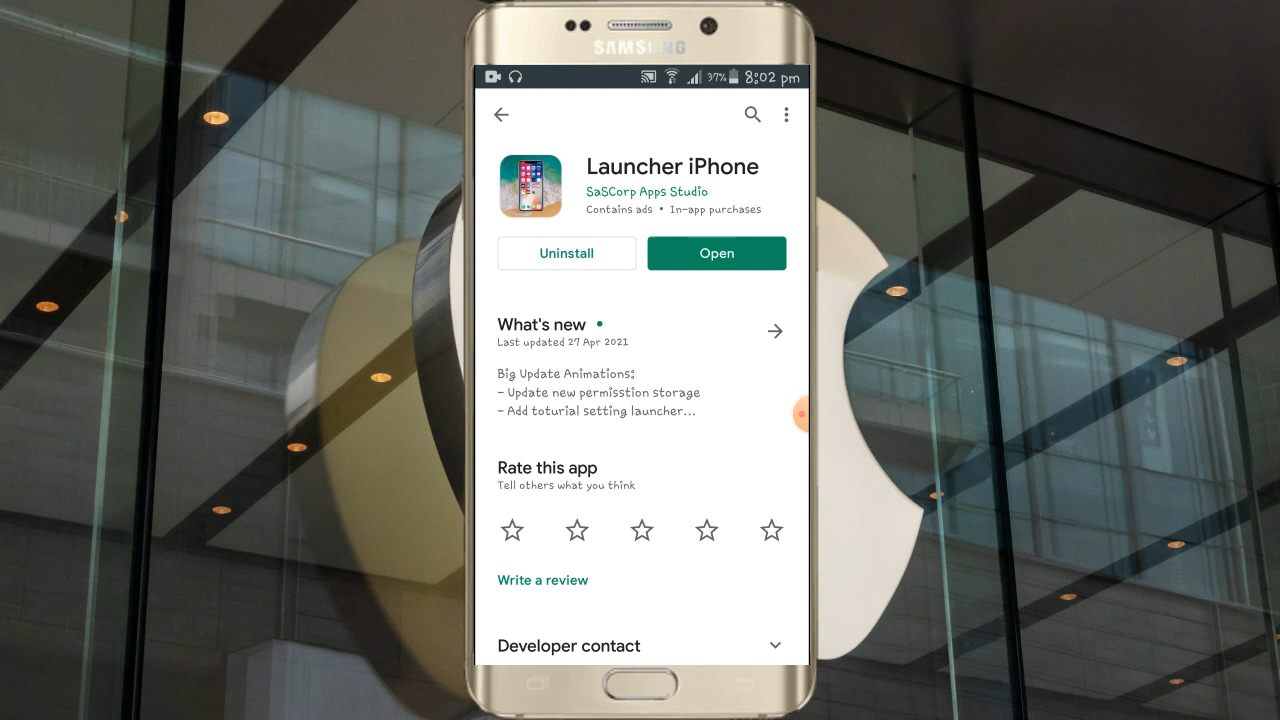 SAMSUNG
37% 8:02 pm
Launcher iPhone
SaSCorp Apps Studio
Contains ads • In-app purchases
Uninstall
Open
What's new •
Last updated 27 Apr 2021
Big Update Animations:
- Update new permisstion storage
- Add toturial setting launcher...
Rate this app
Tell others what you think
Write a review
Developer contact